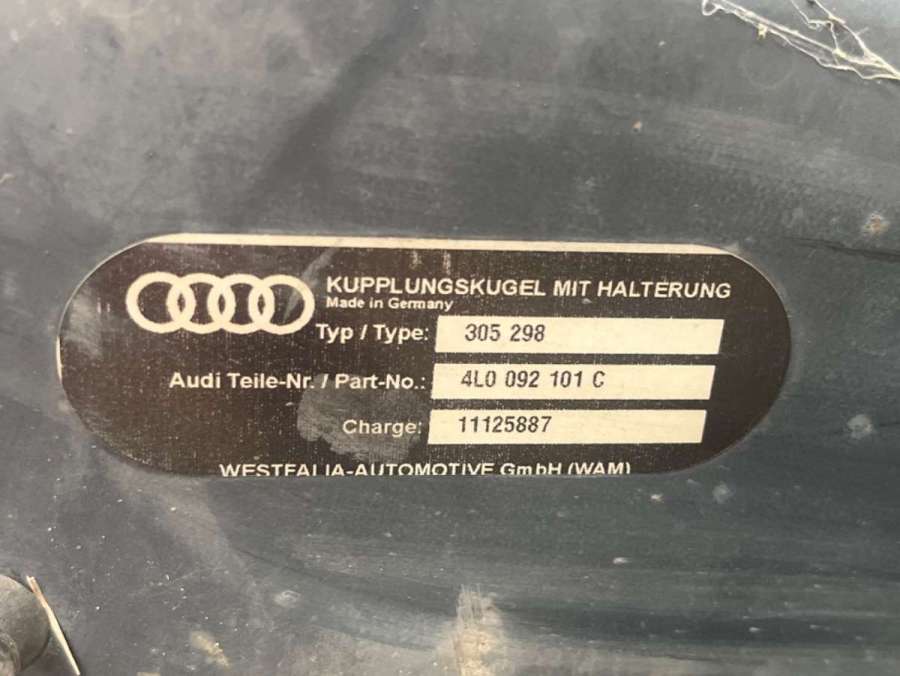 KUPPLUNGSKUGEL MIT HALTERUNG
Made in Germany
Typ / Type: 305 298
Audi Teile-Nr. / Part-No.: 4L0 092 101 C
Charge: 11125887
WESTFALIA-AUTOMOTIVE GmbH (WAM)